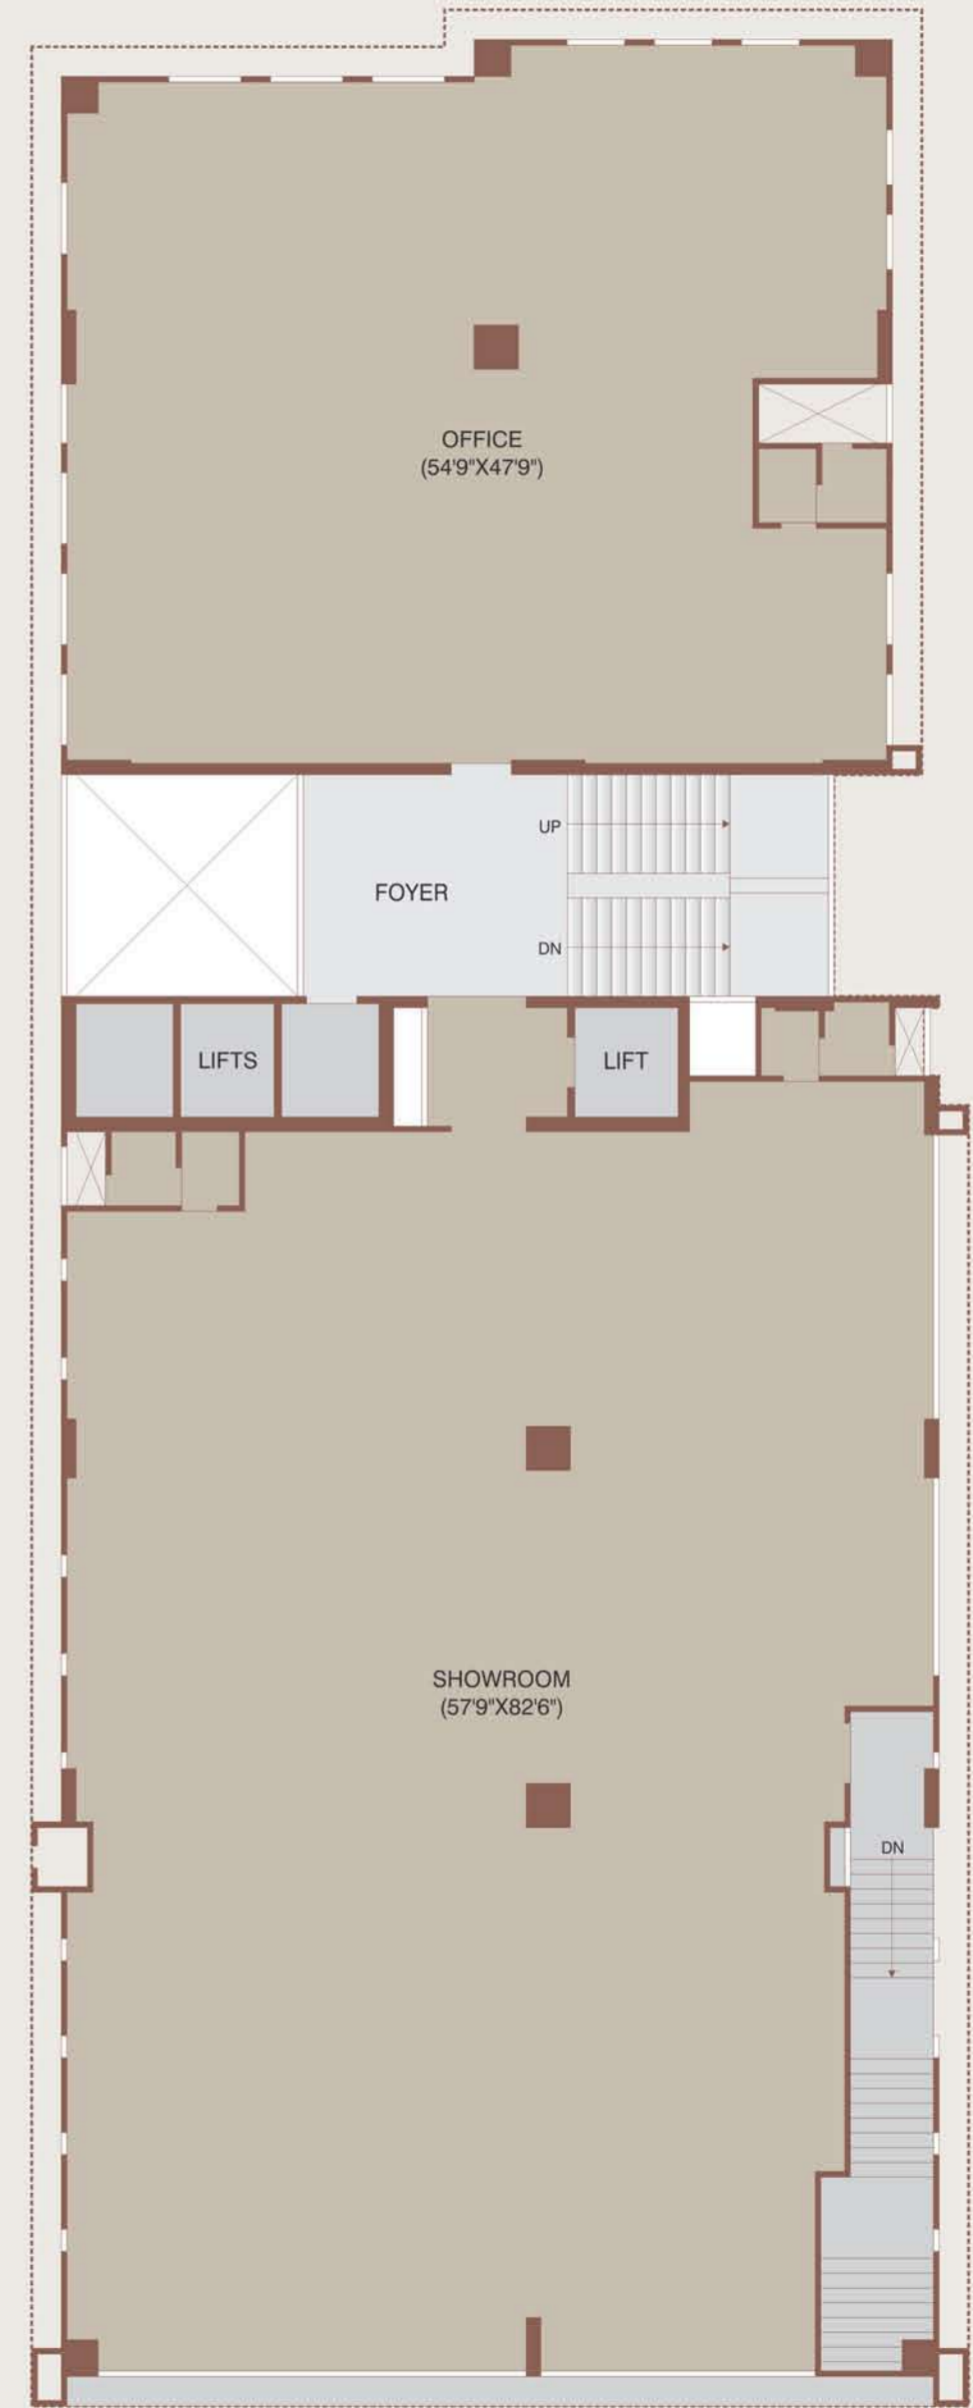 OFFICE
(54'9"X47'9")
UP
FOYER
DN
LIFTS
LIFT
SHOWROOM
(57'9"X82'6")
DN